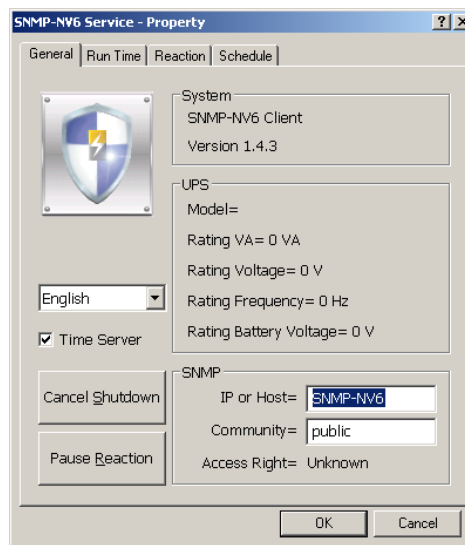 SNMP-NV6 Service - Property
General Run Time Reaction Schedule
System
SNMP-NV6 Client
Version 1.4.3
UPS
Model=
Rating VA= 0 VA
Rating Voltage= 0 V
Rating Frequency= 0 Hz
Rating Battery Voltage= 0 V
English
Time Server
Cancel Shutdown
Pause Reaction
SNMP
IP or Host= SNMP-NV6
Community= public
Access Right= Unknown
OK Cancel